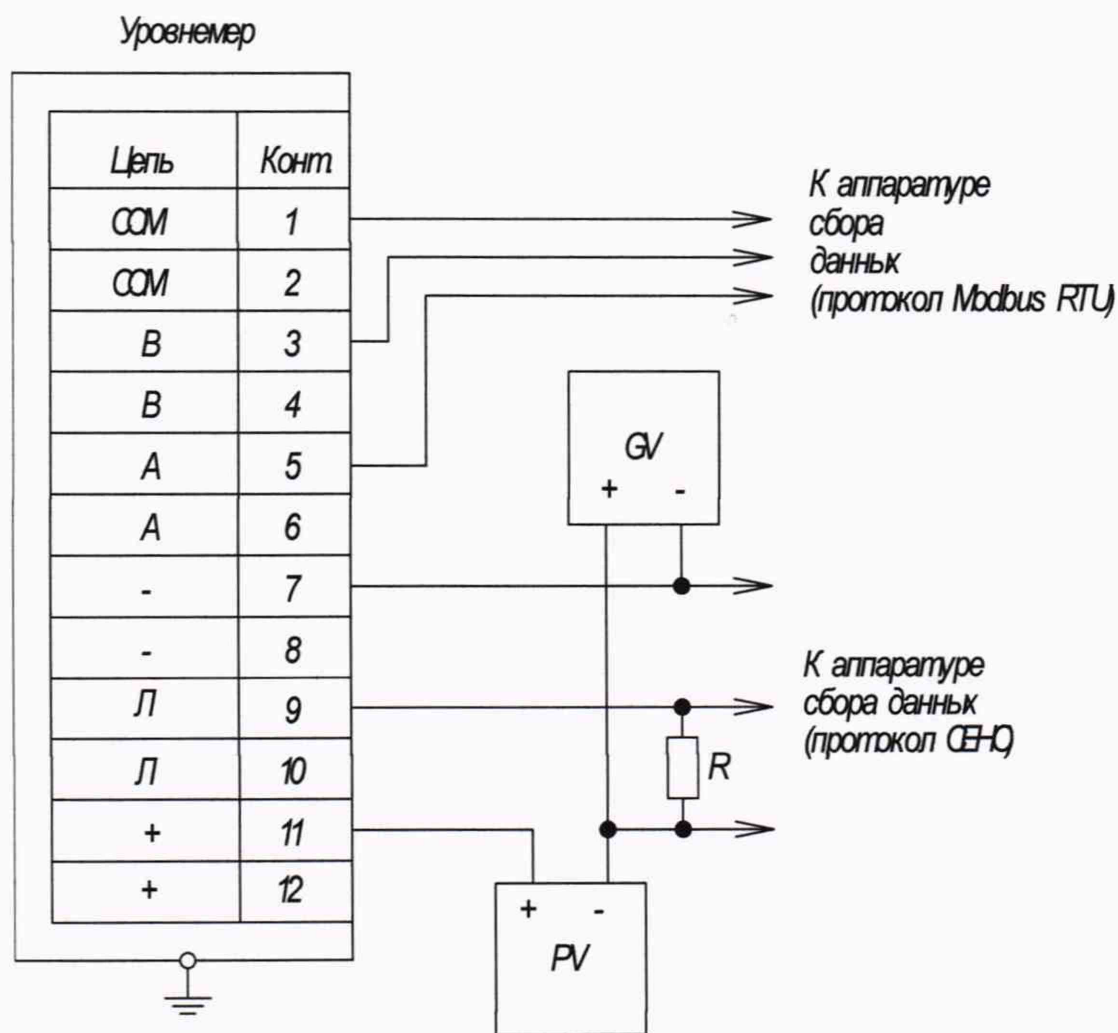 Уровнемер
Цепь Конт.
COM 1
COM 2
В 3
В 4
А 5
А 6
- 7
- 8
Л 9
Л 10
+ 11
+ 12
К аппаратуре
сбора
данных
(протокол Modbus RTU)
GV
+ -
К аппаратуре
сбора данных
(протокол СЕНС)
R
+ -
PV